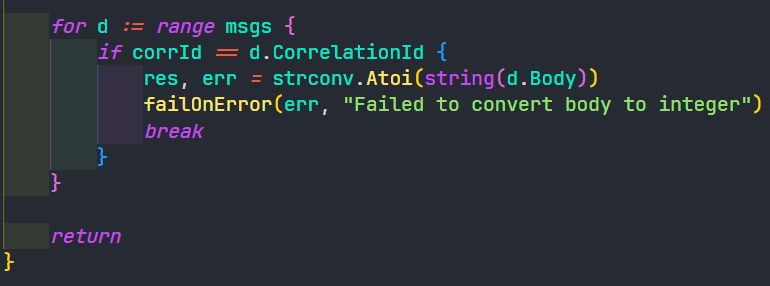 for d := range msgs {
if corrId == d.CorrelationId {
res, err = strconv.Atoi(string(d.Body))
failOnError(err, "Failed to convert body to integer")
break
}
}
return
}